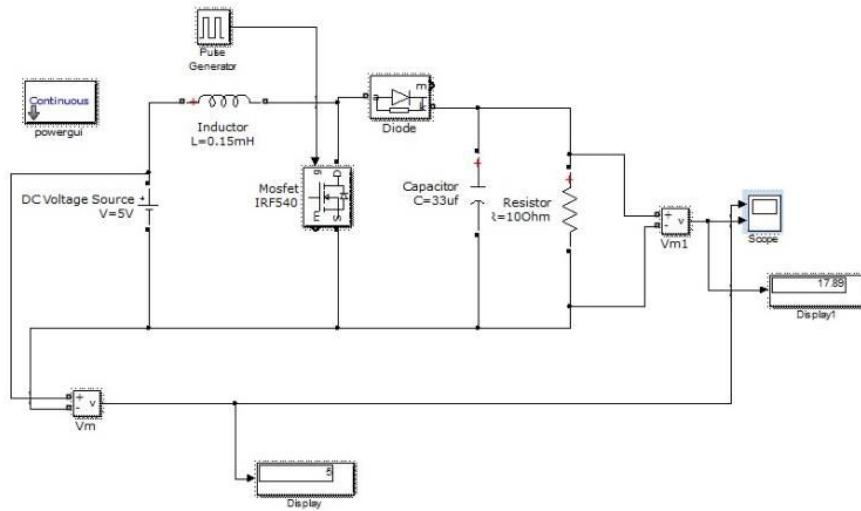 Pulse
Generator
Continuous
powergui
Inductor
L=0.15mH
m
a
k
Diode
DC Voltage Source
V=5V
+
Mosfet
IRF540
g
D
m
S
Capacitor
C=33uf
Resistor
=10Ohm
+
-
v
Vm1
Scope
17.89
Display1
+
-
v
Vm
Display